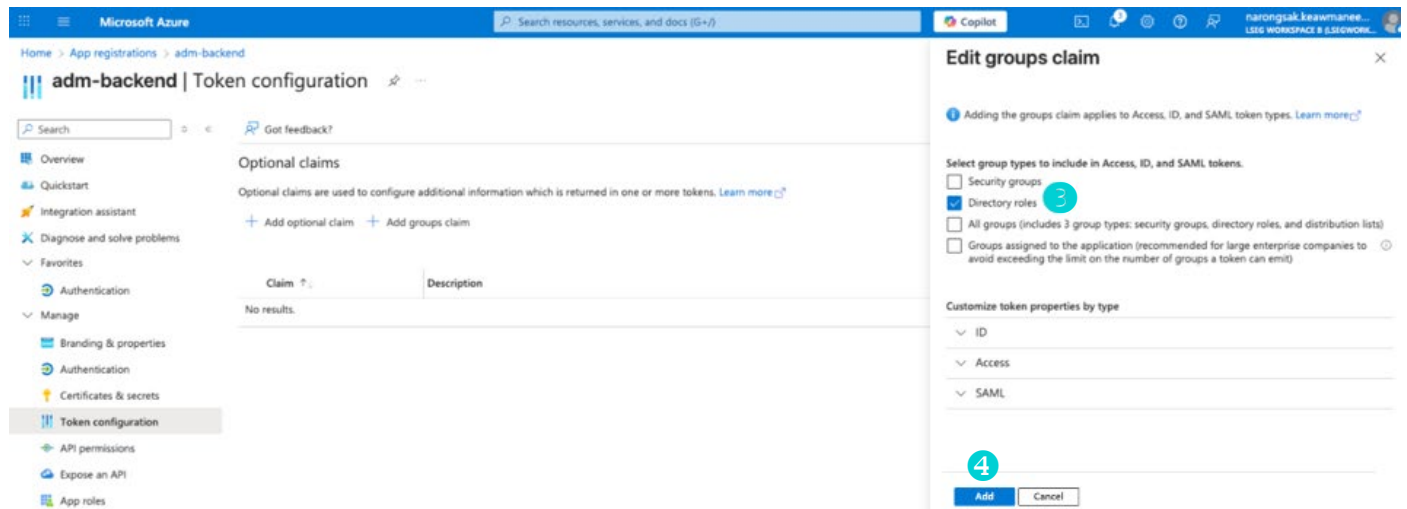 Microsoft Azure
Search resources, services, and docs (G+/)
Copilot
narongsak.keawmanee...
LSEG WORKSPACE B (LSEGWORK...
Home > App registrations > adm-backend
adm-backend | Token configuration
Edit groups claim
Adding the groups claim applies to Access, ID, and SAML token types. Learn more
Search
Got feedback?
Overview
Quickstart
Integration assistant
Diagnose and solve problems
Favorites
Authentication
Manage
Branding & properties
Authentication
Certificates & secrets
Token configuration
API permissions
Expose an API
App roles
Optional claims
Optional claims are used to configure additional information which is returned in one or more tokens. Learn more
Add optional claim
Add groups claim
Claim
Description
No results.
Select group types to include in Access, ID, and SAML tokens.
Security groups
Directory roles
3
All groups (includes 3 group types: security groups, directory roles, and distribution lists)
Groups assigned to the application (recommended for large enterprise companies to
avoid exceeding the limit on the number of groups a token can emit)
Customize token properties by type
ID
Access
SAML
4
Add
Cancel